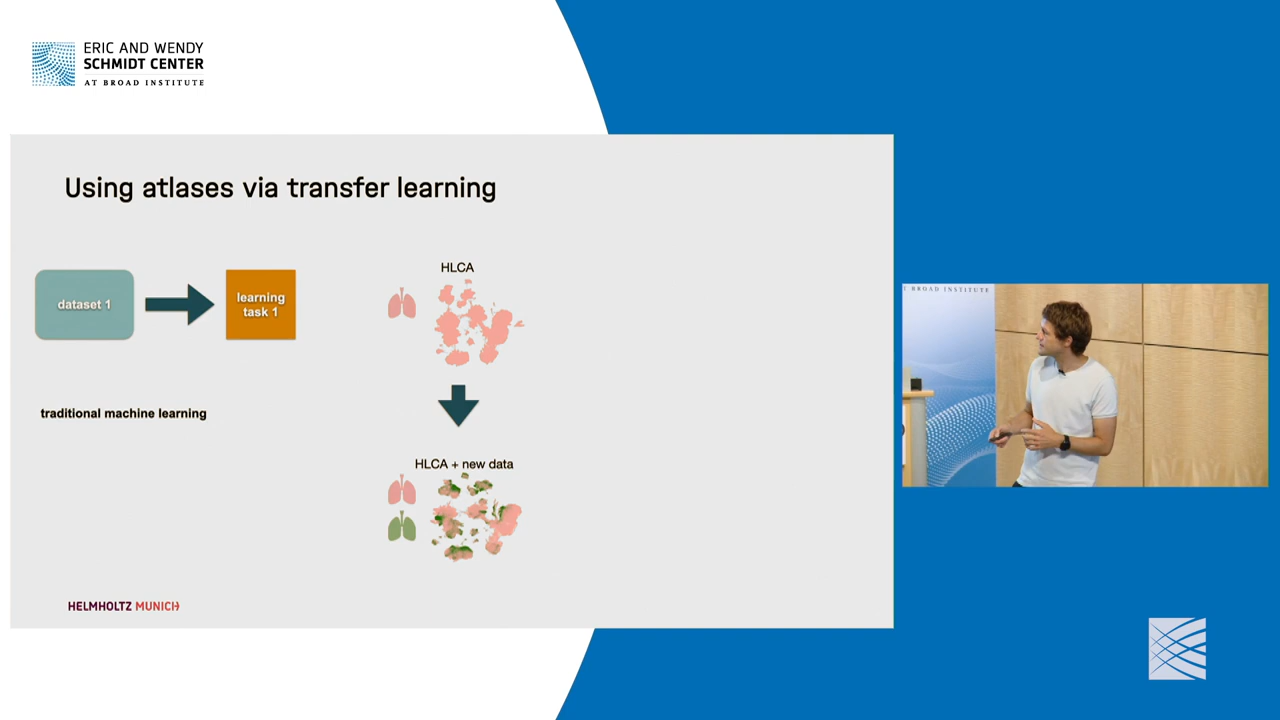 ERIC AND WENDY
SCHMIDT CENTER
AT BROAD INSTITUTE
Using atlases via transfer learning
dataset 1
learning
task 1
traditional machine learning
HLCA
HLCA + new data
HELMHOLTZ MUNICH
T BROAD INSTITUTE